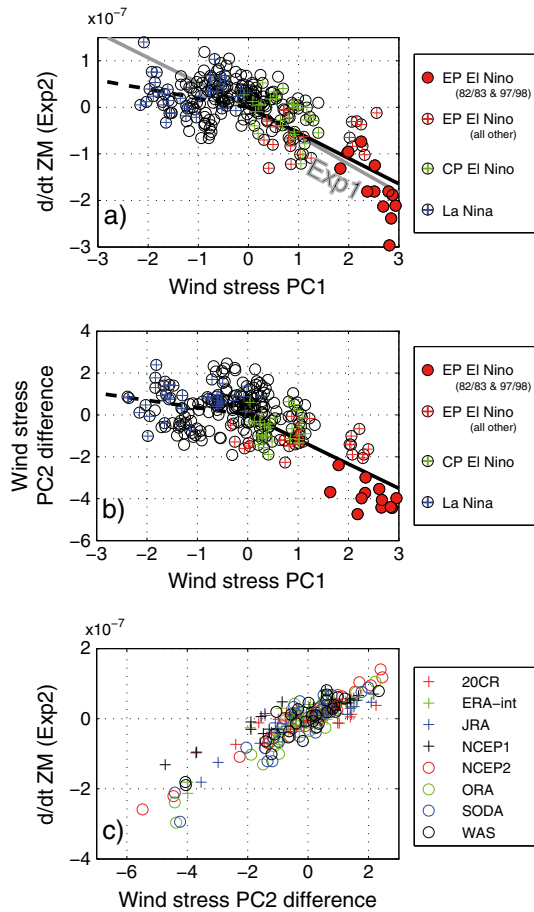 x10⁻⁷
d/dt ZM (Exp2)
1
0
−1
−2
−3
a)
Exp1
−3 −2 −1 0 1 2 3
Wind stress PC1
EP El Nino
(82/83 & 97/98)
EP El Nino
(all other)
CP El Nino
La Nina
Wind stress
PC2 difference
4
2
0
−2
−4
−6
b)
−3 −2 −1 0 1 2 3
Wind stress PC1
EP El Nino
(82/83 & 97/98)
EP El Nino
(all other)
CP El Nino
La Nina
x10⁻⁷
d/dt ZM (Exp2)
2
0
−2
−4
c)
−6 −4 −2 0 2
Wind stress PC2 difference
20CR
ERA−int
JRA
NCEP1
NCEP2
ORA
SODA
WAS